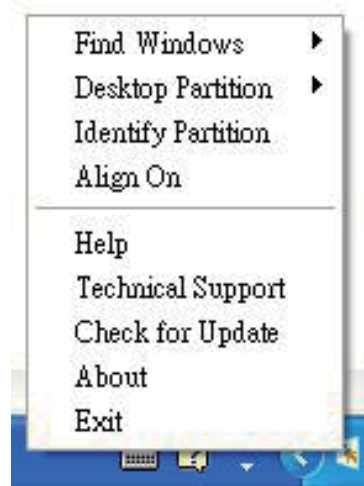 Find Windows
Desktop Partition
Identify Partition
Align On
Help
Technical Support
Check for Update
About
Exit